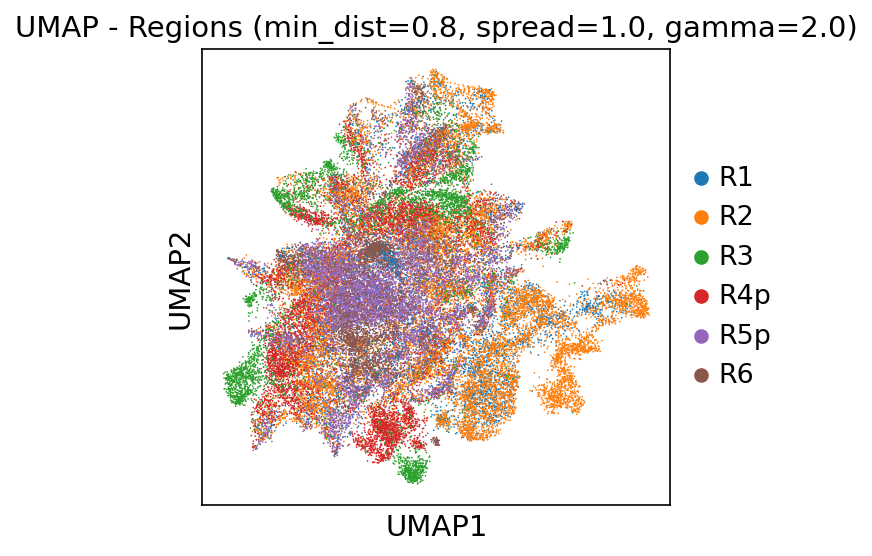 UMAP - Regions (min_dist=0.8, spread=1.0, gamma=2.0)
UMAP2
R1
R2
R3
R4p
R5p
R6
UMAP1